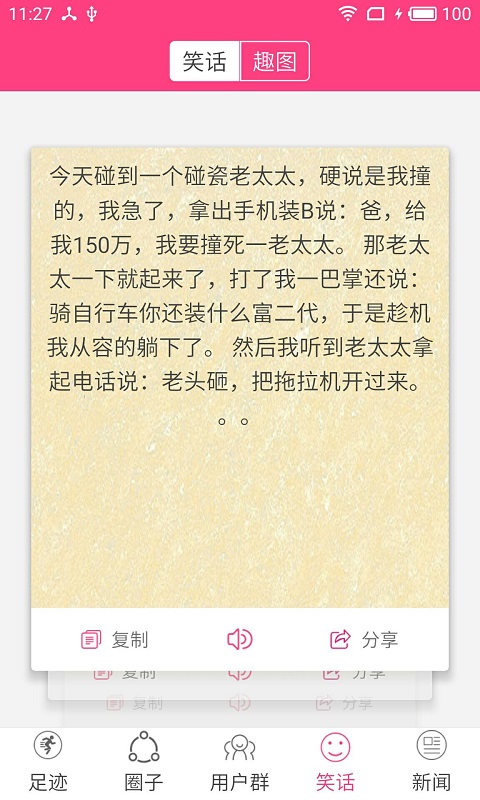 11:27
100
笑话 趣图
今天碰到一个碰瓷老太太，硬说是我撞
的，我急了，拿出手机装B说：爸，给
我150万，我要撞死一老太太。 那老太
太一下就起来了，打了我一巴掌还说：
骑自行车你还装什么富二代，于是趁机
我从容的躺下了。 然后我听到老太太拿
起电话说：老头砸，把拖拉机开过来。
。。
复制 分享
复制 分享
复制 分享
足迹 圈子 用户群 笑话 新闻